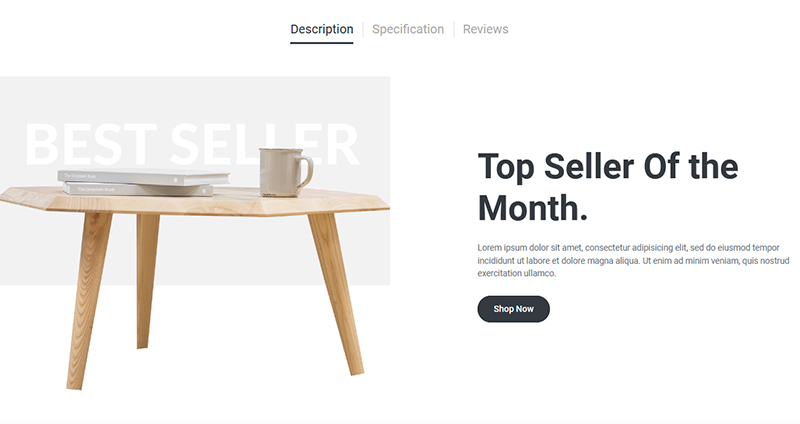 Description
Specification
Reviews
BEST SELLER
Top Seller Of the
Month.
Lorem ipsum dolor sit amet, consectetur adipisicing elit, sed do eiusmod tempor
incididunt ut labore et dolore magna aliqua. Ut enim ad minim veniam, quis nostrud
exercitation ullamco.
Shop Now